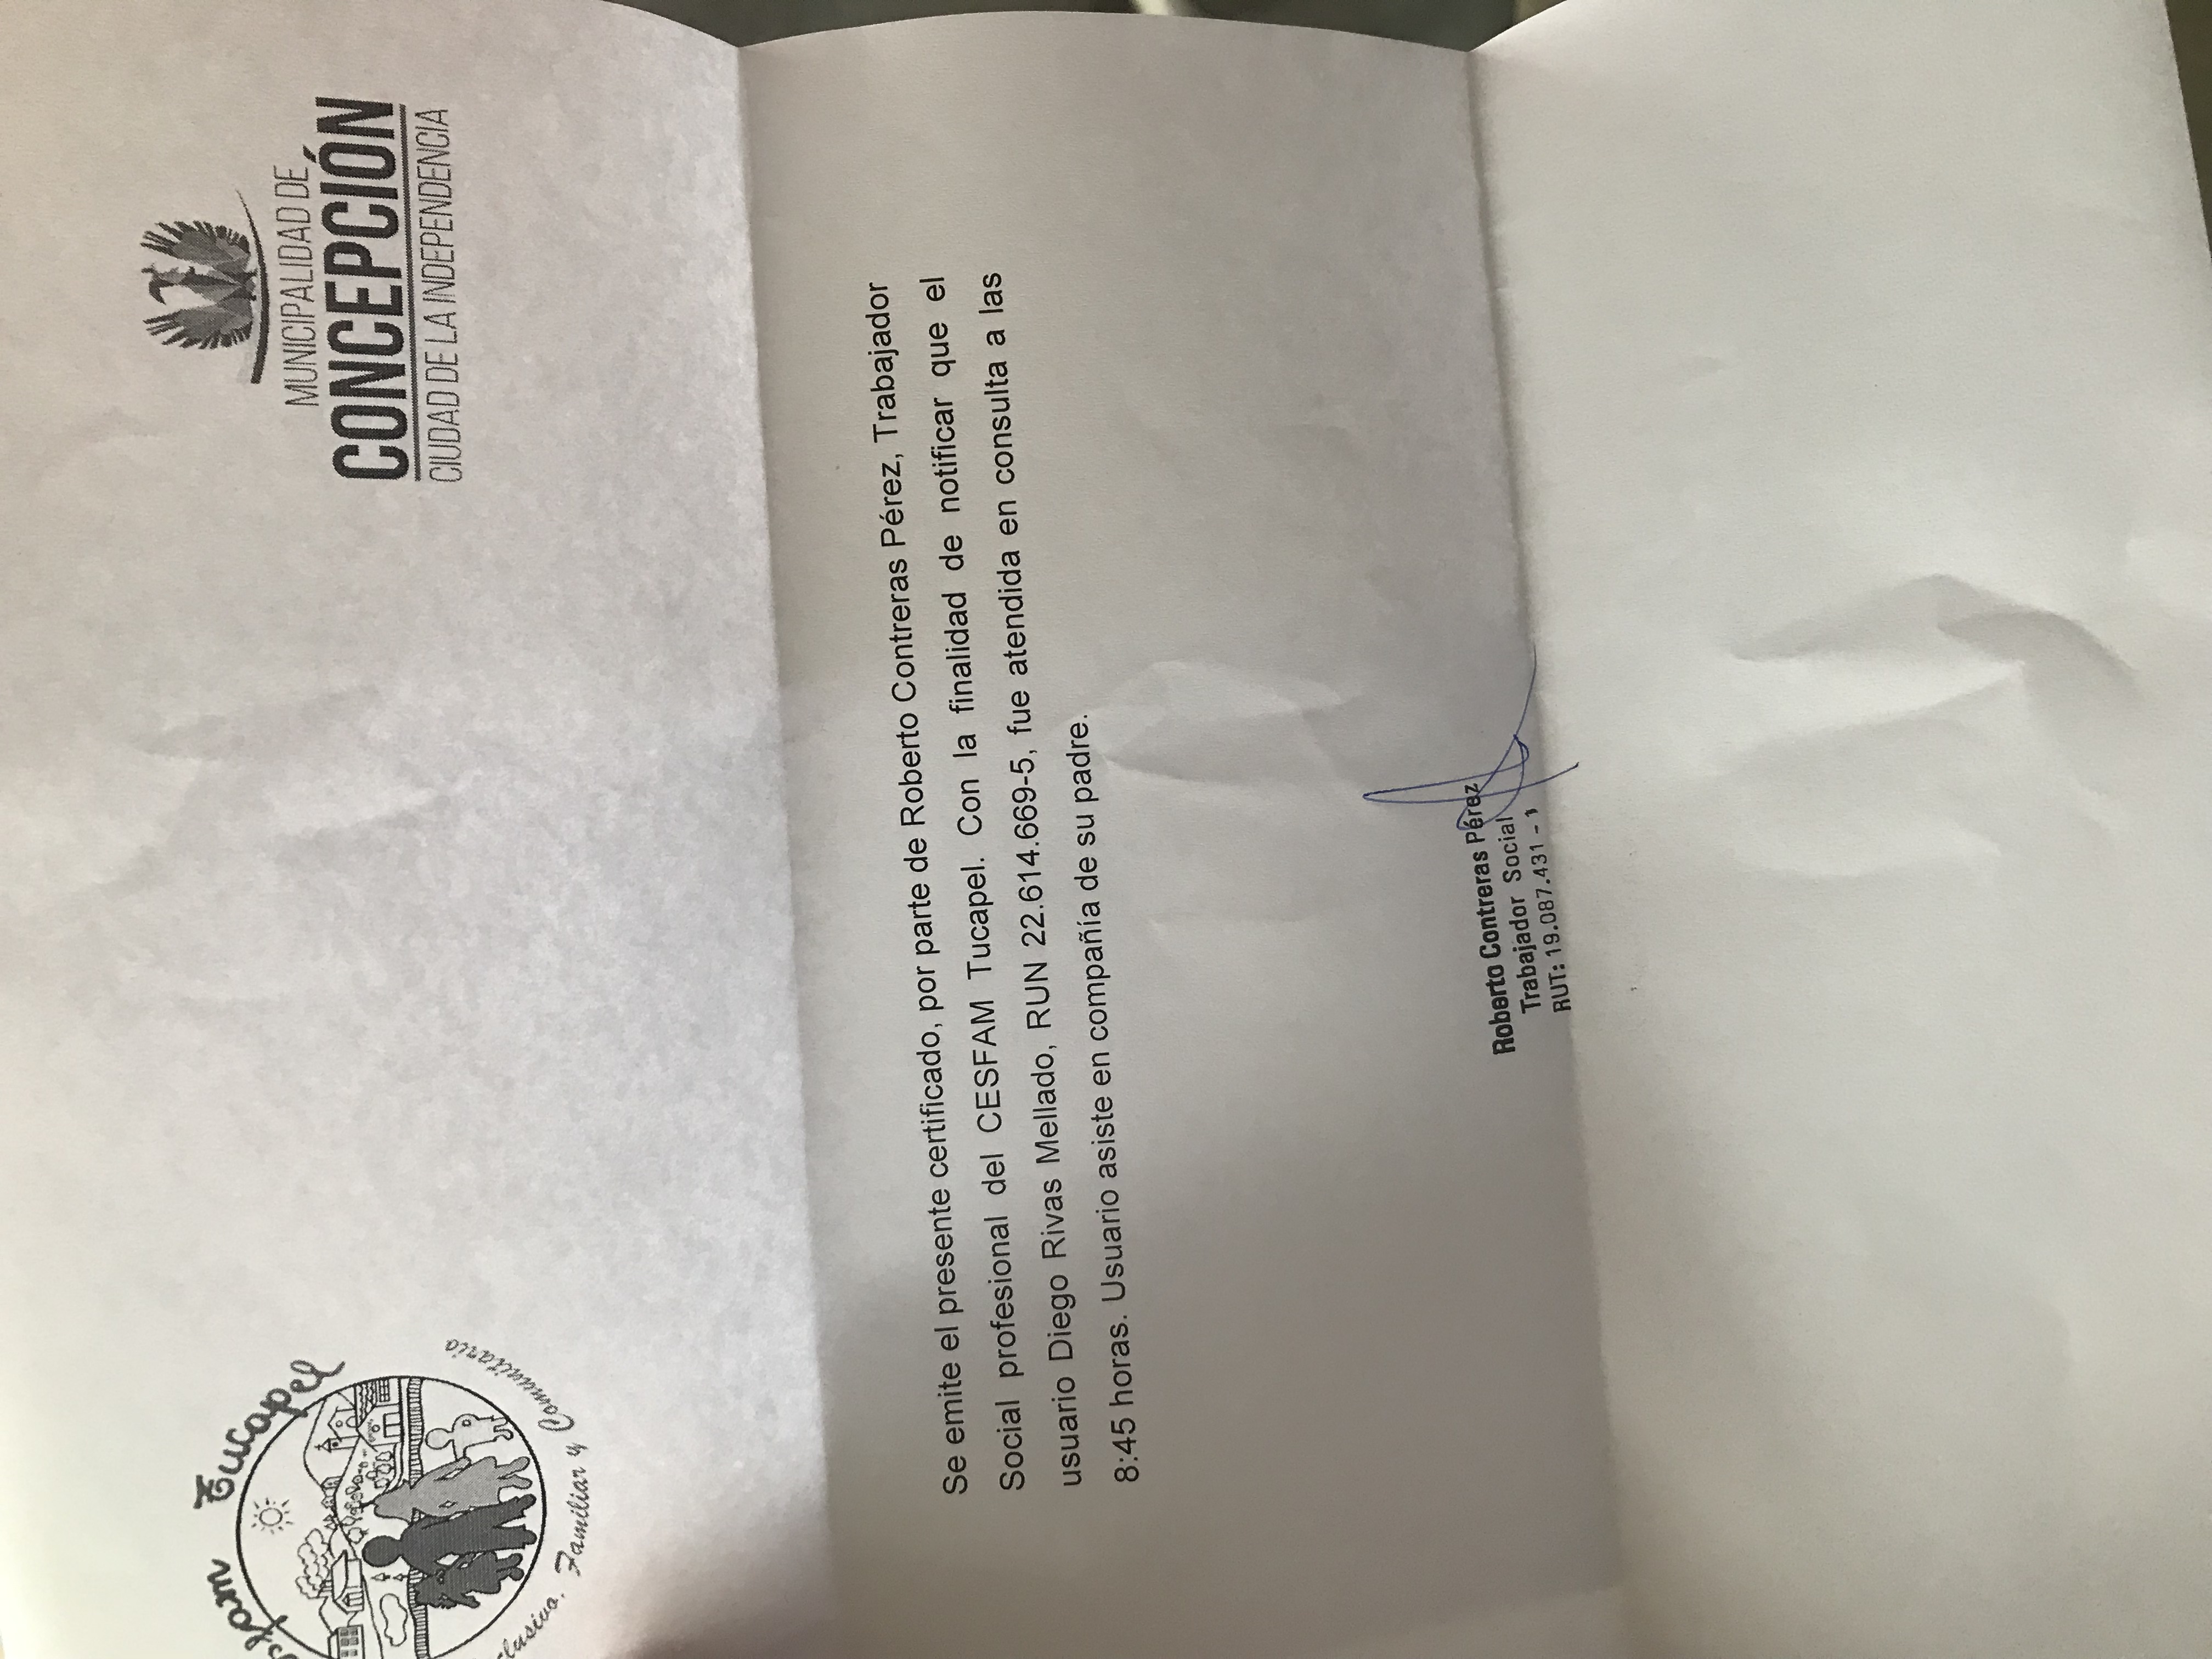 Tucapel
Familiar y Comunitario
MUNICIPALIDAD DE
CONCEPCIÓN
CIUDAD DE LA INDEPENDENCIA
Se emite el presente certificado, por parte de Roberto Contreras Pérez, Trabajador
Social profesional del CESFAM Tucapel. Con la finalidad de notificar que el
usuario Diego Rivas Mellado, RUN 22.614.669-5, fue atendida en consulta a las
8:45 horas. Usuario asiste en compañía de su padre.
Roberto Contreras Pérez
Trabajador Social
RUT: 19.087.431 - 1